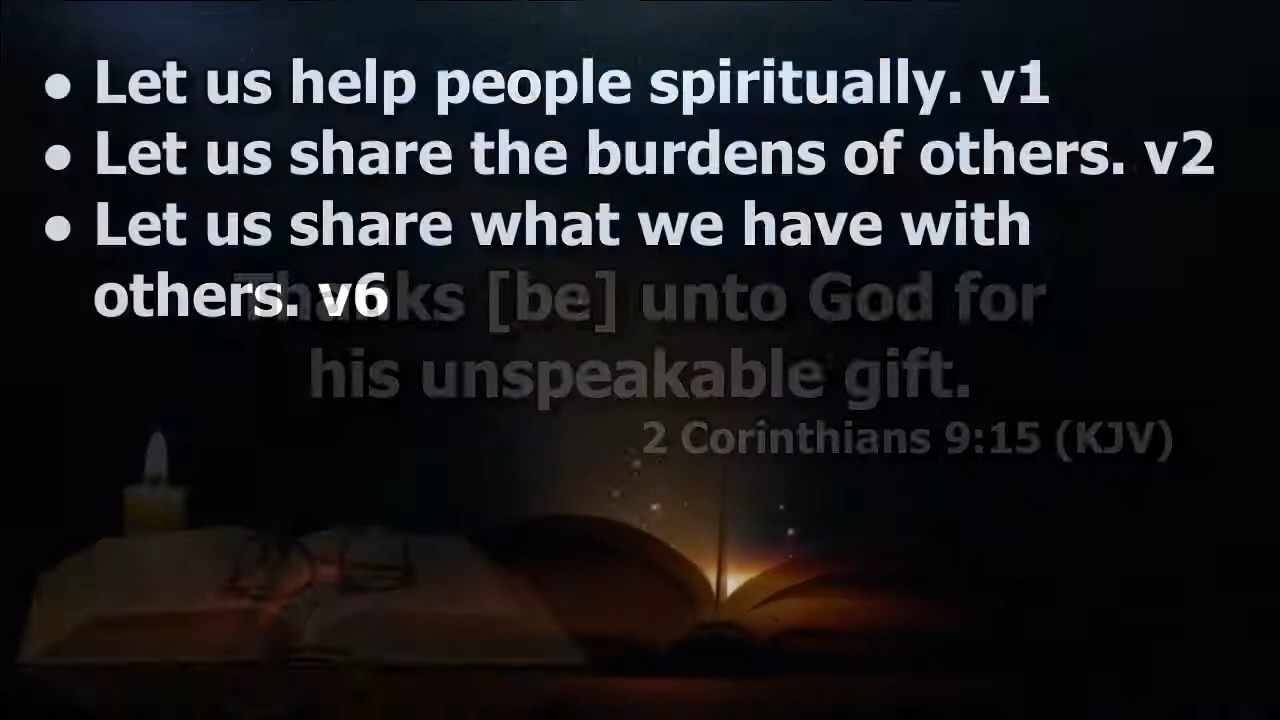 ● Let us help people spiritually. v1
● Let us share the burdens of others. v2
● Let us share what we have with
others. v6
Thanks [be] unto God for
his unspeakable gift.
2 Corinthians 9:15 (KJV)